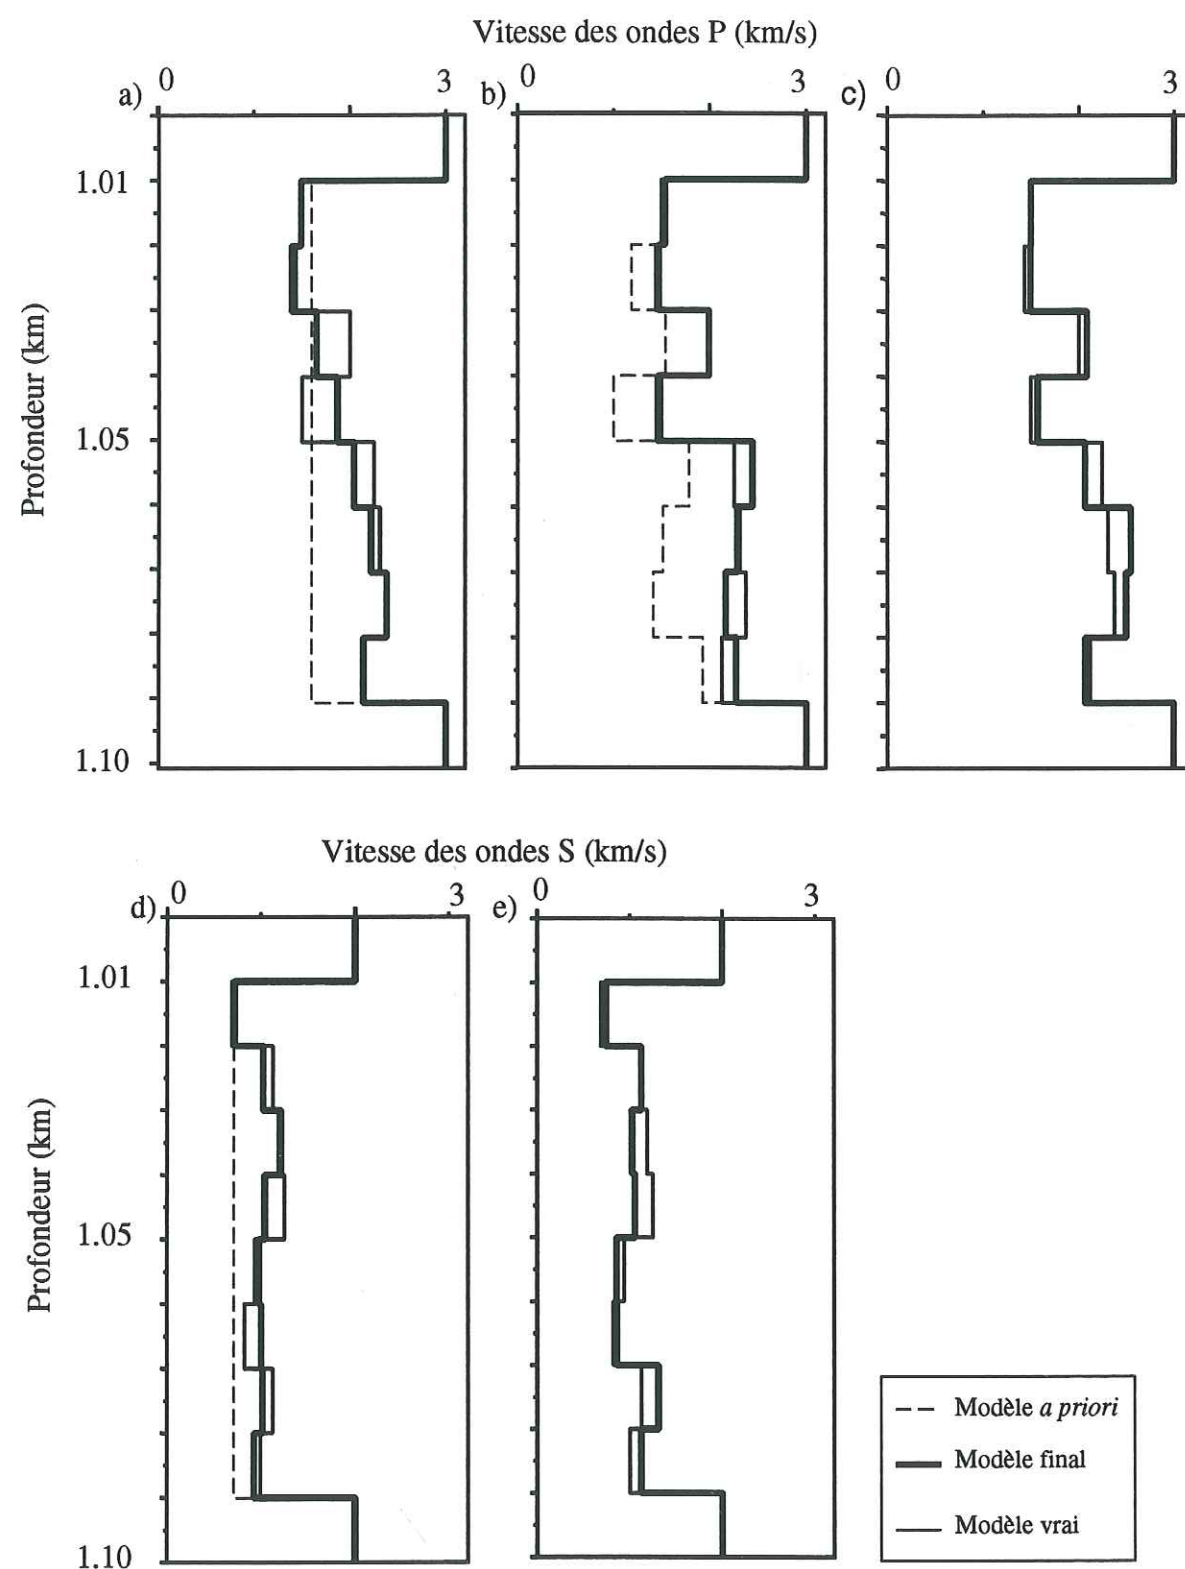 Vitesse des ondes P (km/s)
a) 0 3
b) 0 3
c) 0 3
Profondeur (km)
1.01
1.05
1.10
Vitesse des ondes S (km/s)
d) 0 3
e) 0 3
Profondeur (km)
1.01
1.05
1.10
Modèle a priori
Modèle final
Modèle vrai